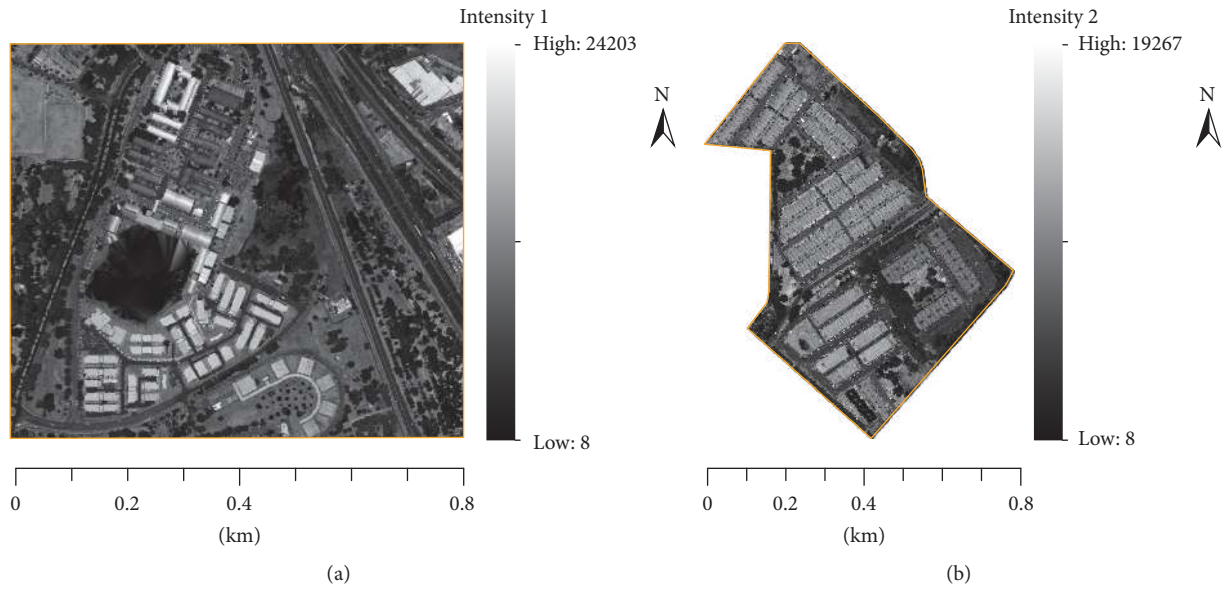 Intensity 1
High: 24203
N
Low: 8
0 0.2 0.4 0.8
(km)
(a)
Intensity 2
High: 19267
N
Low: 8
0 0.2 0.4 0.8
(km)
(b)